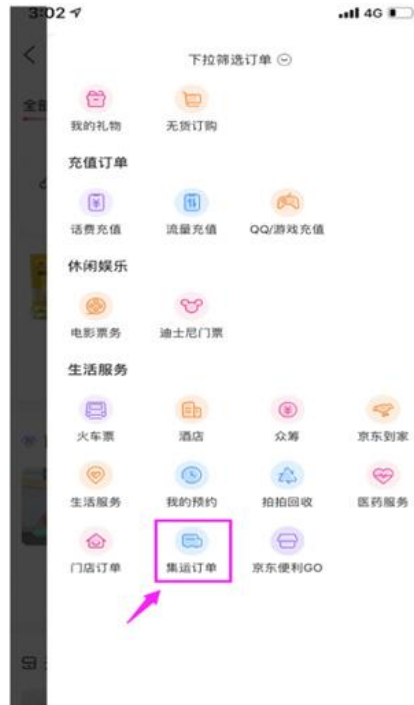 3:02
4G
下拉筛选订单
全部
我的礼物 无货订购
充值订单
话费充值 流量充值 QQ/游戏充值
休闲娱乐
电影票务 迪士尼门票
生活服务
火车票 酒店 众筹 京东到家
生活服务 我的预约 拍拍回收 医药服务
门店订单 集运订单 京东便利GO